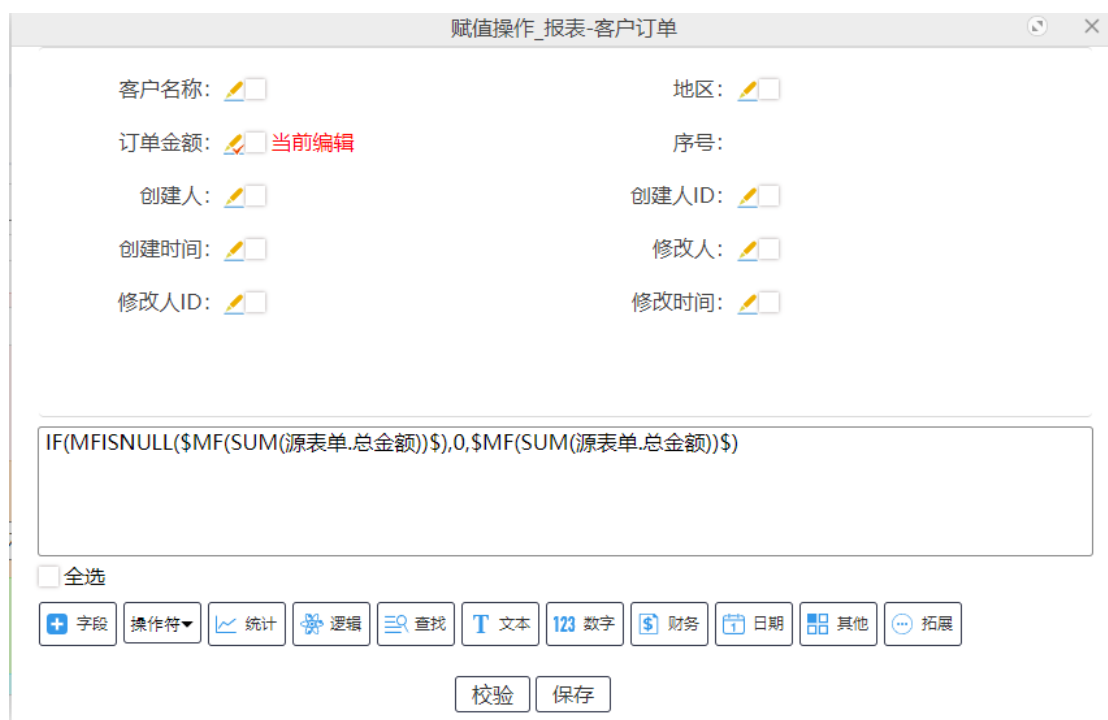 赋值操作_报表-客户订单
客户名称： 地区：
订单金额： 当前编辑 序号：
创建人： 创建人ID：
创建时间： 修改人：
修改人ID： 修改时间：
IF(MFISNULL($MF(SUM(源表单.总金额))$),0,$MF(SUM(源表单.总金额))$)
全选
字段 操作符 统计 逻辑 查找 T 文本 123 数字 $ 财务 1 日期 其他 拓展
校验 保存